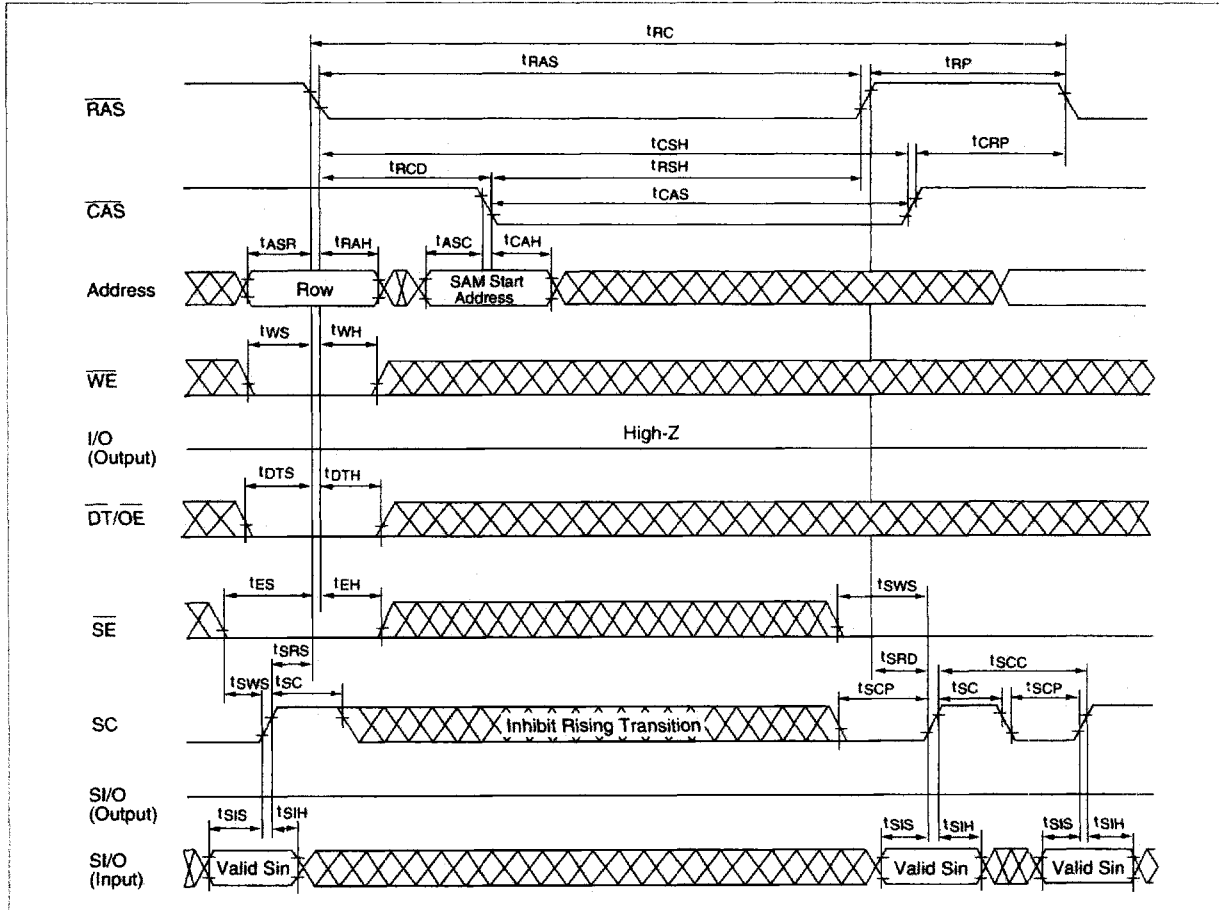 tRC
tRAS tRP
RAS
tCSH tCRP
tRCD tRSH
CAS tCAS
tASR tRAH tASC tCAH
Address Row SAM Start Address
tWS tWH
WE
I/O (Output) High-Z
tDTS tDTH
DT/OE
tES tEH tSWS
SE
tSRS tSRD tSCC
tSWS tSC tSCP tSC tSCP
SC Inhibit Rising Transition
SI/O (Output)
tSIS tSIH tSIS tSIH tSIS tSIH
SI/O (Input) Valid Sin Valid Sin Valid Sin